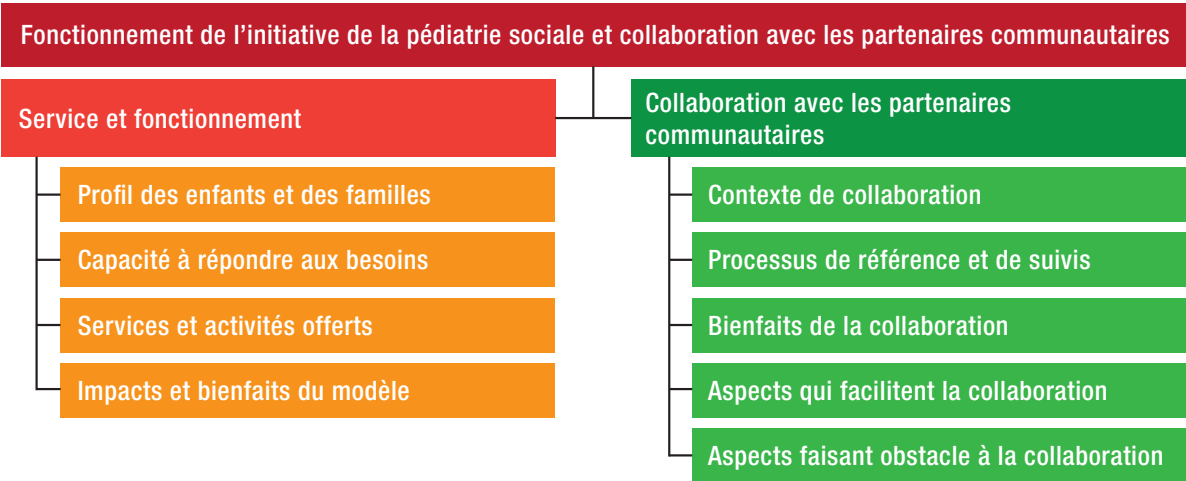 Fonctionnement de l’initiative de la pédiatrie sociale et collaboration avec les partenaires communautaires
Service et fonctionnement
Profil des enfants et des familles
Capacité à répondre aux besoins
Services et activités offerts
Impacts et bienfaits du modèle
Collaboration avec les partenaires
communautaires
Contexte de collaboration
Processus de référence et de suivis
Bienfaits de la collaboration
Aspects qui facilitent la collaboration
Aspects faisant obstacle à la collaboration